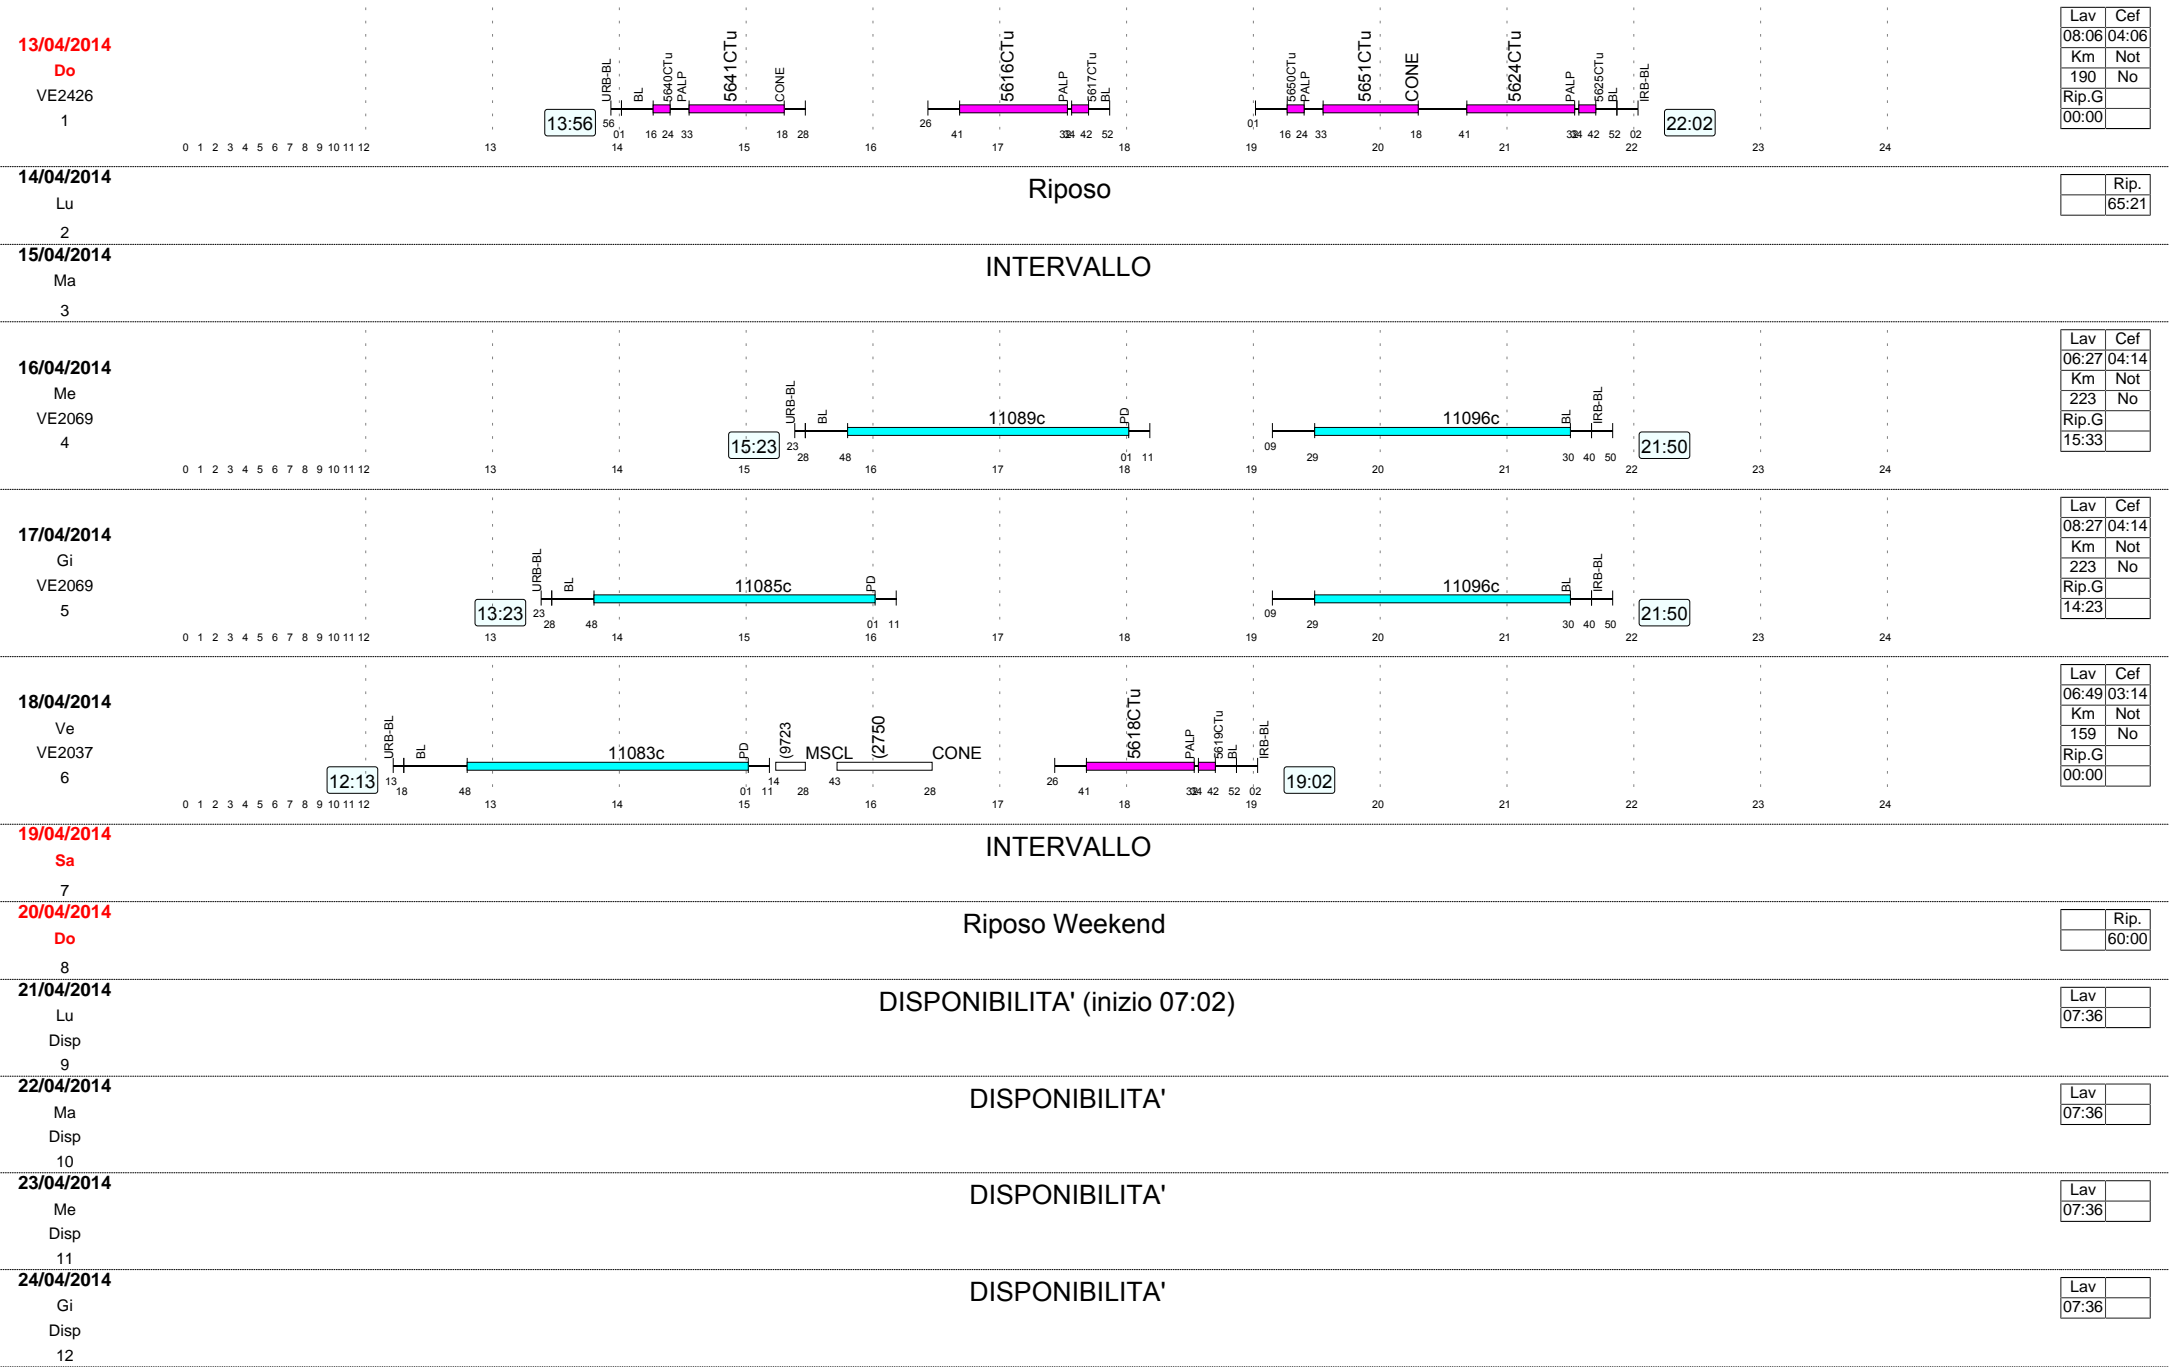 13/04/2014
Do
VE2426
1
13:56
URB-BL
BL
5640CTu
PALP
5641CTu
CONE
5616CTu
PALP
5617CTu
BL
5650CTu
PALP
5651CTu
CONE
5624CTu
PALP
5625CTu
BL
IRB-BL
22:02
56 01 16 24 33 18 28 26 41 34 42 52 01 16 24 33 18 41 34 42 52 02
0 1 2 3 4 5 6 7 8 9 10 11 12 13 14 15 16 17 18 19 20 21 22 23 24
Lav Cef
08:06 04:06
Km Not
190 No
Rip.G
00:00
14/04/2014
Lu
2
Riposo
Rip.
65:21
15/04/2014
Ma
3
INTERVALLO
16/04/2014
Me
VE2069
4
15:23
URB-BL
BL
11089c
PD
11096c
BL
IRB-BL
21:50
23 28 48 01 11 09 29 30 40 50
0 1 2 3 4 5 6 7 8 9 10 11 12 13 14 15 16 17 18 19 20 21 22 23 24
Lav Cef
06:27 04:14
Km Not
223 No
Rip.G
15:33
17/04/2014
Gi
VE2069
5
13:23
URB-BL
BL
11085c
PD
11096c
BL
IRB-BL
21:50
23 28 48 01 11 09 29 30 40 50
0 1 2 3 4 5 6 7 8 9 10 11 12 13 14 15 16 17 18 19 20 21 22 23 24
Lav Cef
08:27 04:14
Km Not
223 No
Rip.G
14:23
18/04/2014
Ve
VE2037
6
12:13
URB-BL
BL
11083c
PD
(9723
MSCL
(2750
CONE
5618CTu
PALP
5619CTu
BL
IRB-BL
19:02
13 18 48 01 11 14 28 43 28 26 41 34 42 52 02
0 1 2 3 4 5 6 7 8 9 10 11 12 13 14 15 16 17 18 19 20 21 22 23 24
Lav Cef
06:49 03:14
Km Not
159 No
Rip.G
00:00
19/04/2014
Sa
7
INTERVALLO
20/04/2014
Do
8
Riposo Weekend
Rip.
60:00
21/04/2014
Lu
Disp
9
DISPONIBILITA' (inizio 07:02)
Lav
07:36
22/04/2014
Ma
Disp
10
DISPONIBILITA'
Lav
07:36
23/04/2014
Me
Disp
11
DISPONIBILITA'
Lav
07:36
24/04/2014
Gi
Disp
12
DISPONIBILITA'
Lav
07:36